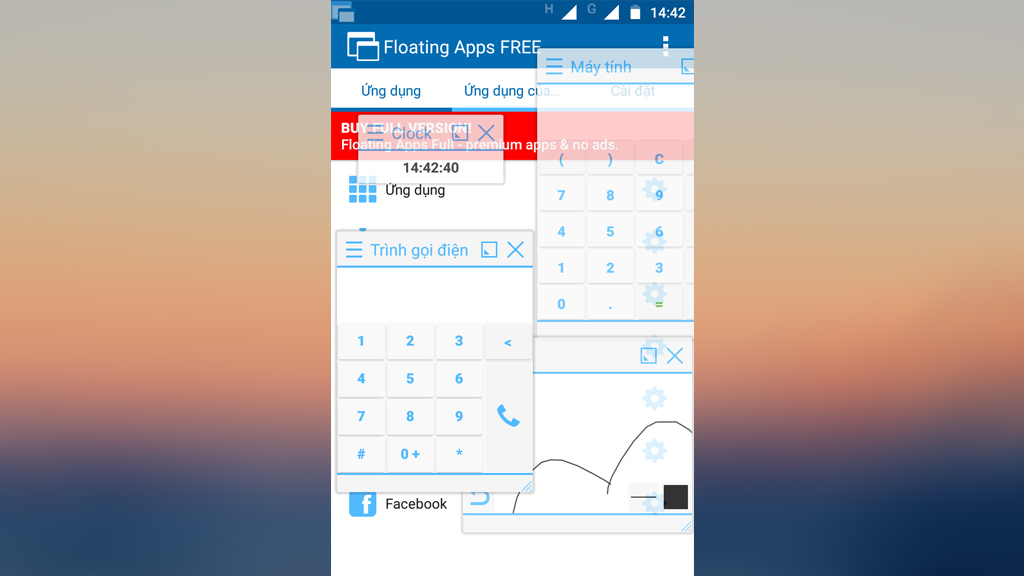 H G 14:42
Floating Apps FREE
Máy tính
Ứng dụng Ứng dụng của... Cài đặt
BUY FULL VERSION!
Clock
Floating Apps Full - premium apps & no ads.
14:42:40
Ứng dụng
( ) C
7 8 9
4 5 6
1 2 3
0 . =
Trình gọi điện
1 2 3 <
4 5 6
7 8 9
# 0 + *
Facebook